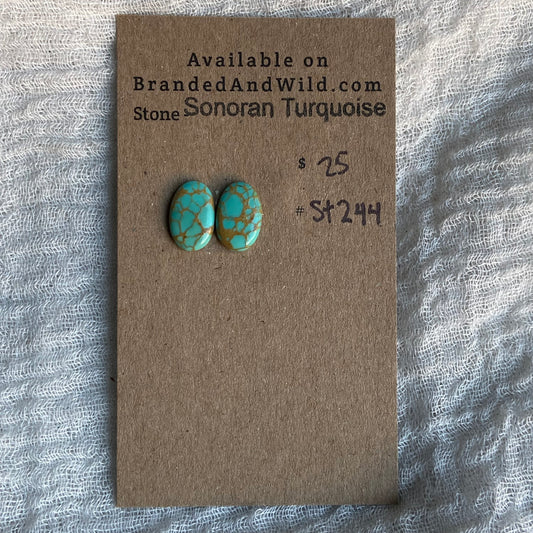 Available on
BrandedAndWild.com
Stone Sonoran Turquoise
$ 25
# St244